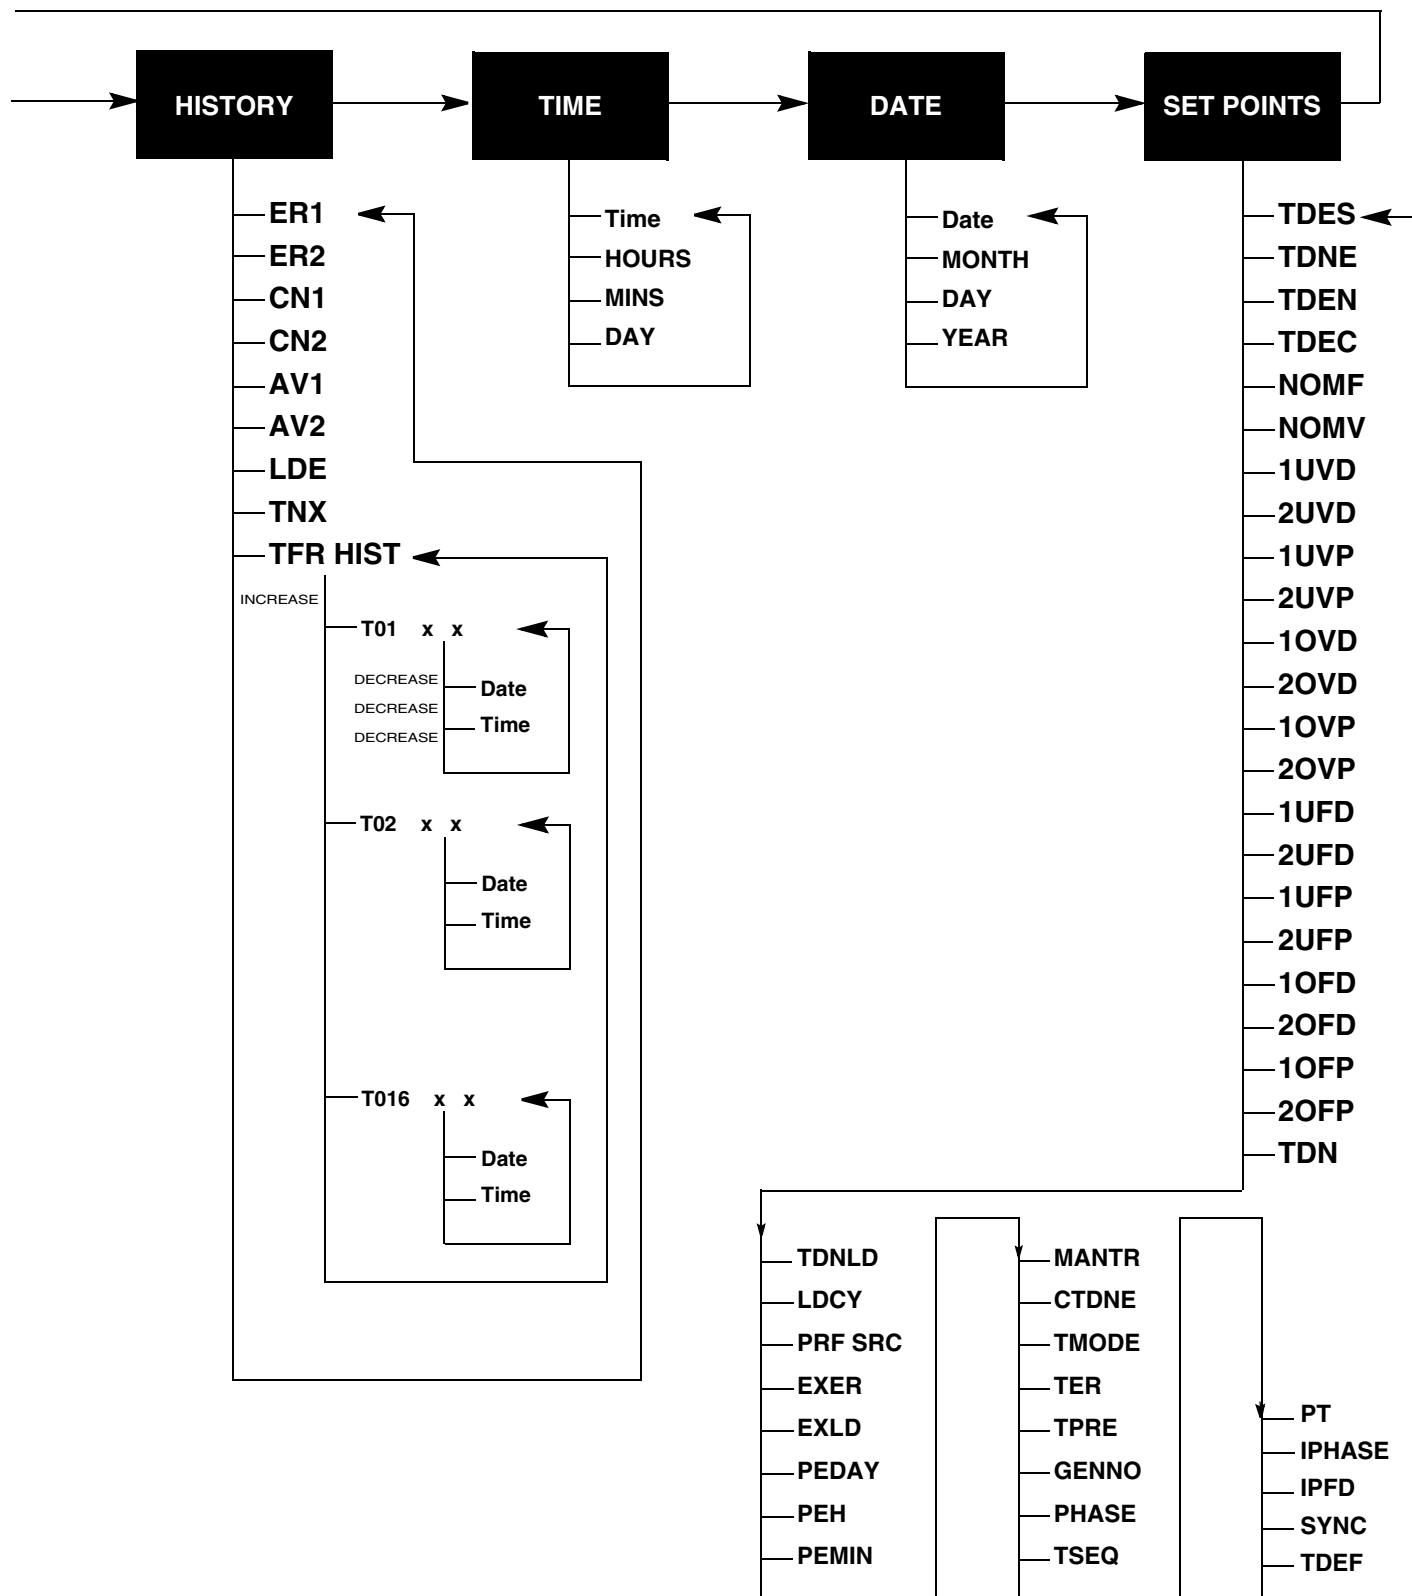 HISTORY
TIME
DATE
SET POINTS
ER1
ER2
CN1
CN2
AV1
AV2
LDE
TNX
TFR HIST
INCREASE
T01 x x
DECREASE
DECREASE
DECREASE
Date
Time
T02 x x
Date
Time
T016 x x
Date
Time
Time
HOURS
MINS
DAY
Date
MONTH
DAY
YEAR
TDES
TDNE
TDEN
TDEC
NOMF
NOMV
1UVD
2UVD
1UVP
2UVP
1OVD
2OVD
1OVP
2OVP
1UFD
2UFD
1UFP
2UFP
1OFD
2OFD
1OFP
2OFP
TDN
TDNLD
LDCY
PRF SRC
EXER
EXLD
PEDAY
PEH
PEMIN
MANTR
CTDNE
TMODE
TER
TPRE
GENNO
PHASE
TSEQ
PT
IPHASE
IPFD
SYNC
TDEF